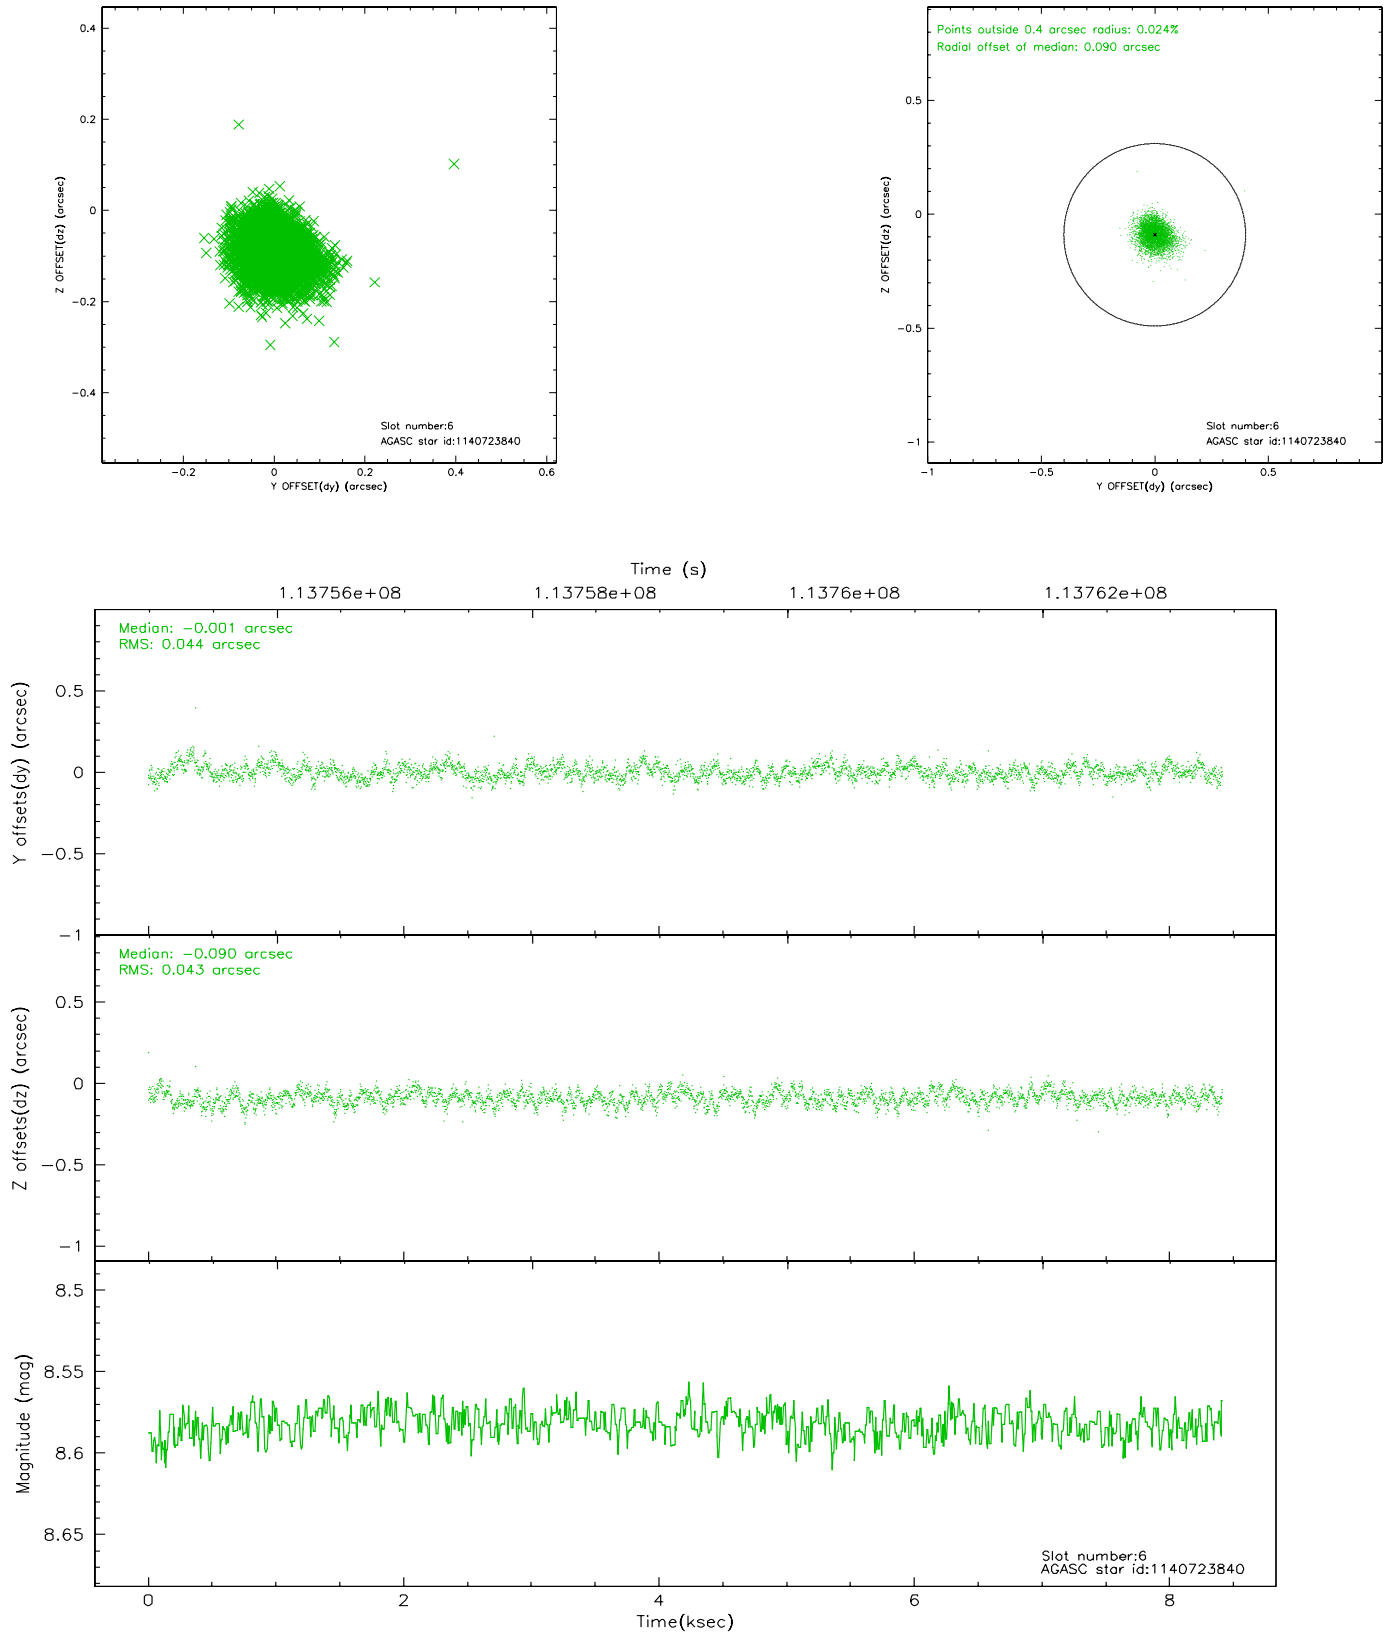 0.4
0.2
0
−0.2
−0.4
Z OFFSET(dz) (arcsec)
Slot number:6
AGASC star id:1140723840
−0.2 0 0.2 0.4 0.6
Y OFFSET(dy) (arcsec)
Points outside 0.4 arcsec radius: 0.024%
Radial offset of median: 0.090 arcsec
0.5
0
−0.5
−1
Z OFFSET(dz) (arcsec)
Slot number:6
AGASC star id:1140723840
−1 −0.5 0 0.5
Y OFFSET(dy) (arcsec)
Time (s)
1.13756e+08 1.13758e+08 1.1376e+08 1.13762e+08
Median: −0.001 arcsec
RMS: 0.044 arcsec
0.5
0
−0.5
−1
Y offsets(dy) (arcsec)
Median: −0.090 arcsec
RMS: 0.043 arcsec
0.5
0
−0.5
−1
Z offsets(dz) (arcsec)
8.5
8.55
8.6
8.65
Magnitude (mag)
Slot number:6
AGASC star id:1140723840
0 2 4 6 8
Time(ksec)